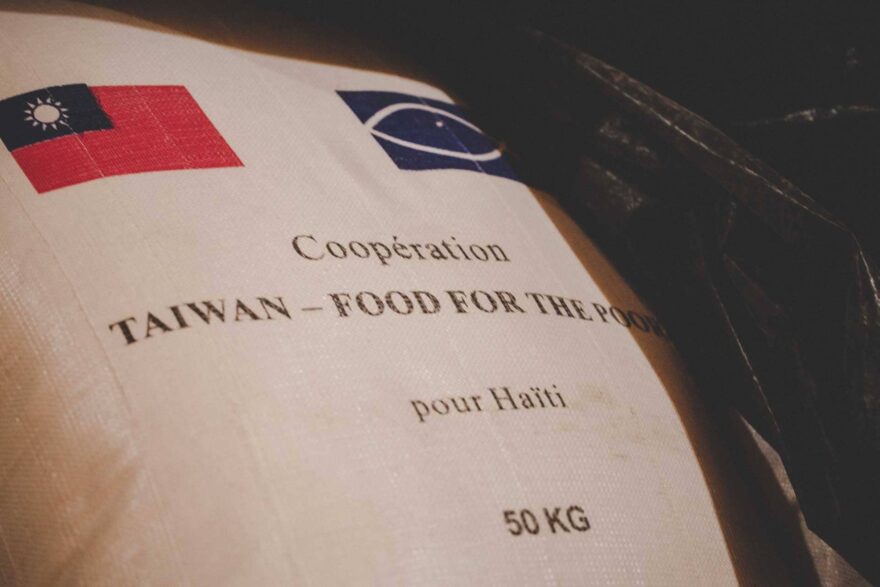 Coopération
TAIWAN – FOOD FOR THE POOR
pour Haïti
50 KG